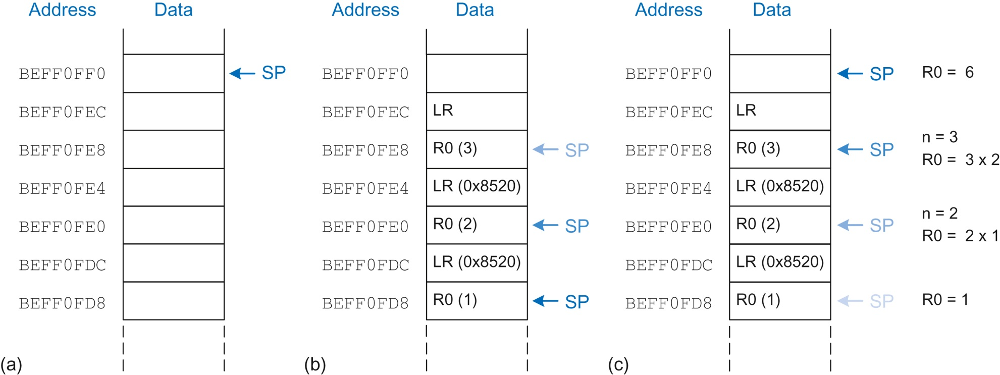 Address Data Address Data Address Data
BEFF0FF0 SP BEFF0FF0 BEFF0FF0 SP R0 = 6
BEFF0FEC BEFF0FEC LR BEFF0FEC LR
n = 3
BEFF0FE8 BEFF0FE8 R0 (3) SP BEFF0FE8 R0 (3) SP
R0 = 3 x 2
BEFF0FE4 BEFF0FE4 LR (0x8520) BEFF0FE4 LR (0x8520)
n = 2
BEFF0FE0 BEFF0FE0 R0 (2) SP BEFF0FE0 R0 (2) SP
R0 = 2 x 1
BEFF0FDC BEFF0FDC LR (0x8520) BEFF0FDC LR (0x8520)
BEFF0FD8 BEFF0FD8 R0 (1) SP BEFF0FD8 R0 (1) SP R0 = 1
(a) (b) (c)